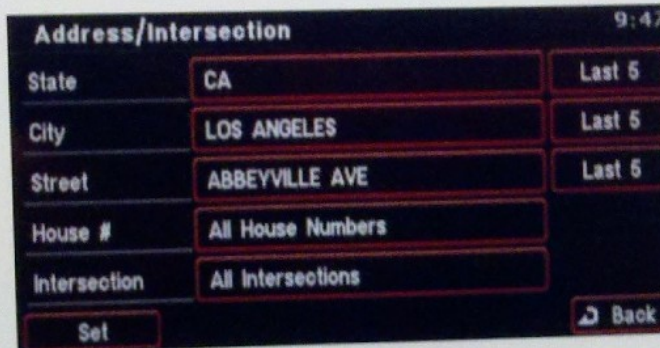 Address/Intersection
State CA Last 5
City LOS ANGELES Last 5
Street ABBEYVILLE AVE Last 5
House # All House Numbers
Intersection All Intersections
Set Back